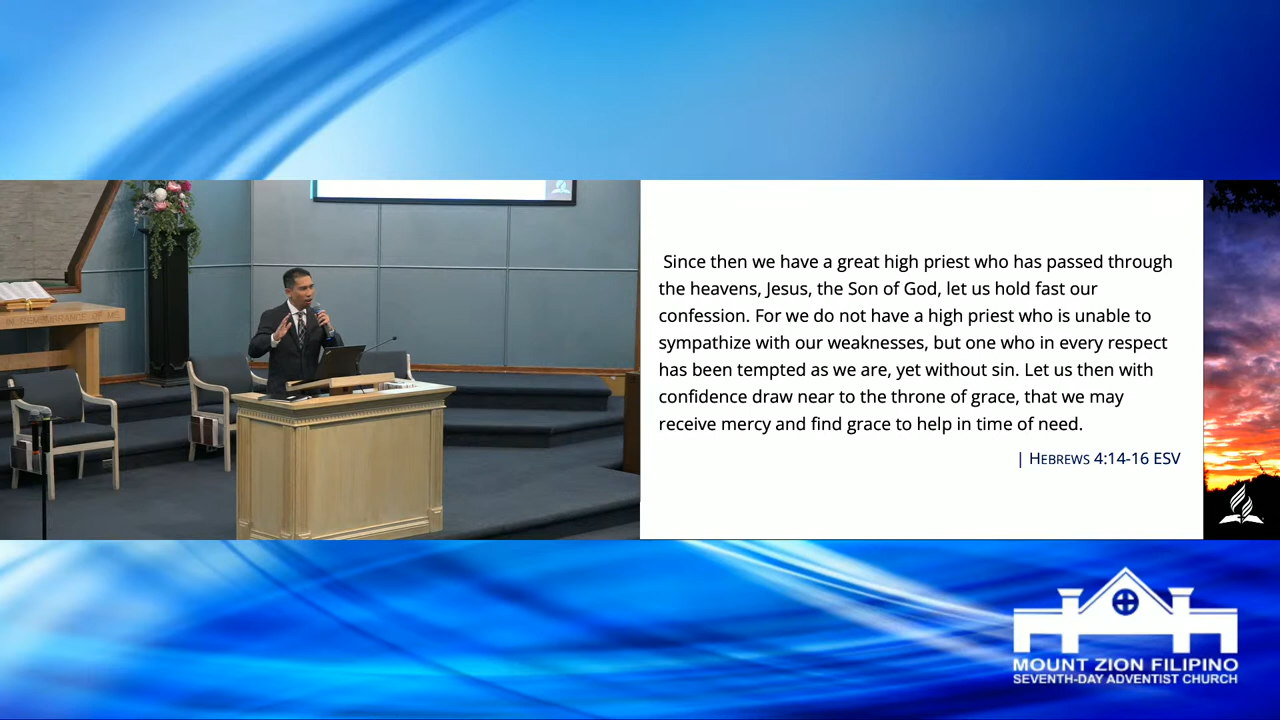 IN REMEMBRANCE OF ME
Since then we have a great high priest who has passed through
the heavens, Jesus, the Son of God, let us hold fast our
confession. For we do not have a high priest who is unable to
sympathize with our weaknesses, but one who in every respect
has been tempted as we are, yet without sin. Let us then with
confidence draw near to the throne of grace, that we may
receive mercy and find grace to help in time of need.
| HEBREWS 4:14-16 ESV
MOUNT ZION FILIPINO
SEVENTH-DAY ADVENTIST CHURCH